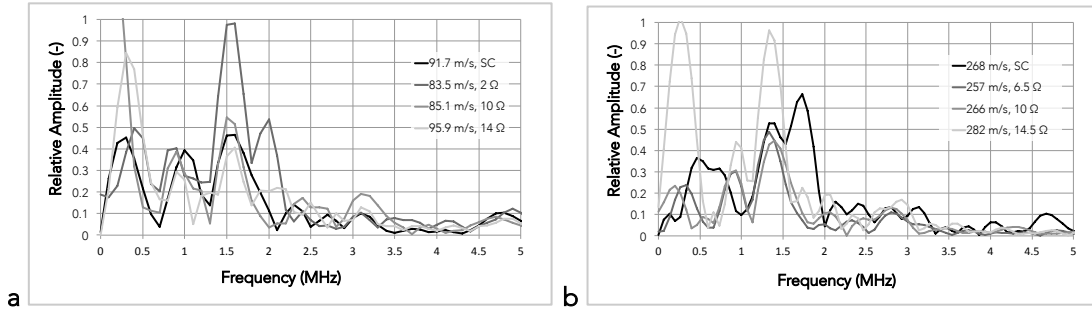 1
0.9
0.8
0.7
0.6
0.5
0.4
0.3
0.2
0.1
0
Relative Amplitude (-)
91.7 m/s, SC
83.5 m/s, 2 Ω
85.1 m/s, 10 Ω
95.9 m/s, 14 Ω
0 0.5 1 1.5 2 2.5 3 3.5 4 4.5 5
Frequency (MHz)
a
1
0.9
0.8
0.7
0.6
0.5
0.4
0.3
0.2
0.1
0
Relative Amplitude (-)
268 m/s, SC
257 m/s, 6.5 Ω
266 m/s, 10 Ω
282 m/s, 14.5 Ω
0 0.5 1 1.5 2 2.5 3 3.5 4 4.5 5
Frequency (MHz)
b